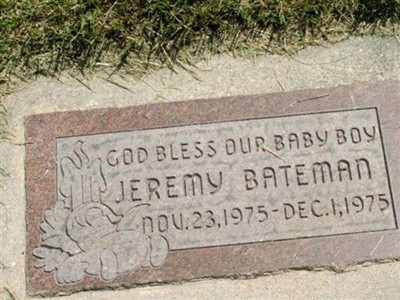 GOD BLESS OUR BABY BOY
JEREMY BATEMAN
NOV. 23, 1975 - DEC. 1, 1975